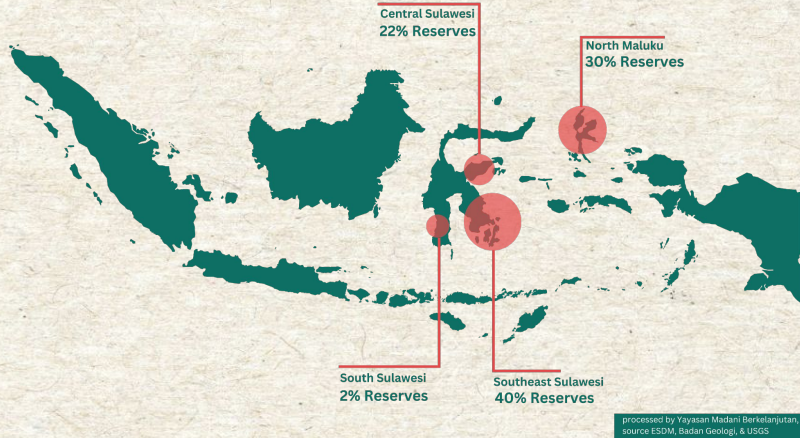 Central Sulawesi
22% Reserves
North Maluku
30% Reserves
South Sulawesi
2% Reserves
Southeast Sulawesi
40% Reserves
processed by Yayasan Madani Berkelanjutan,
source ESDM, Badan Geologi, & USGS